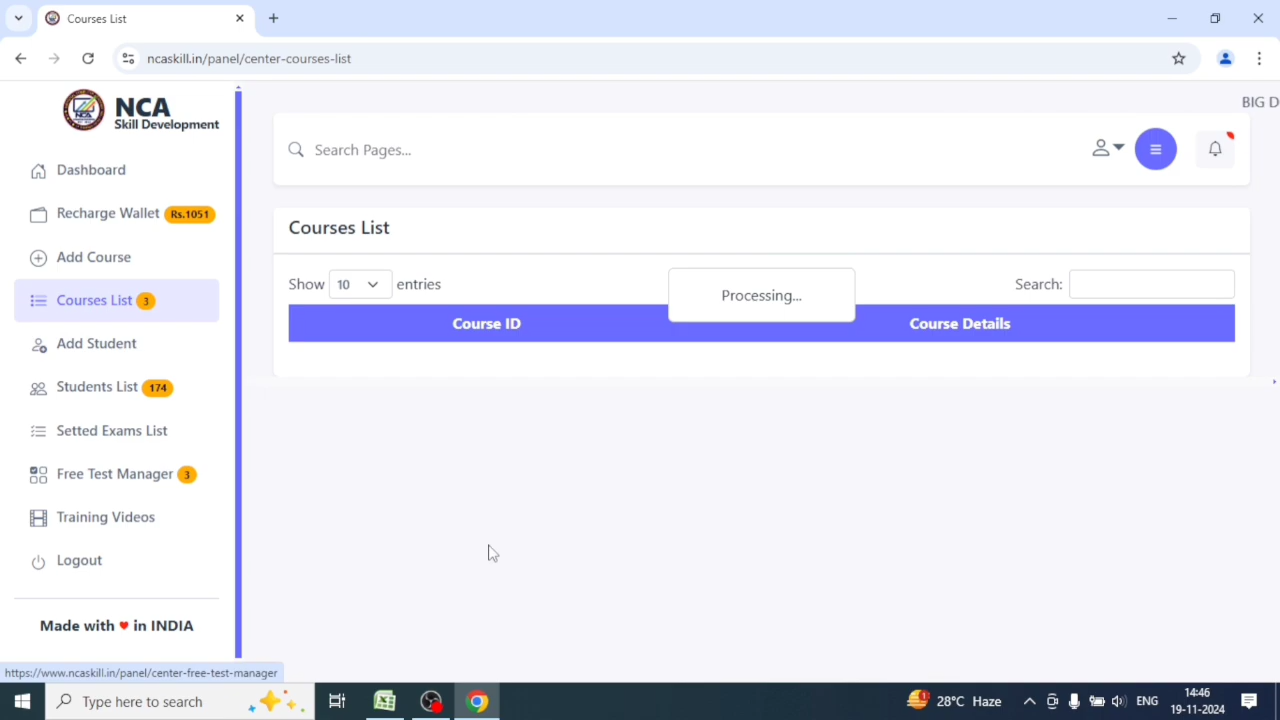 Courses List
ncaskill.in/panel/center-courses-list
NCA
Skill Development
Dashboard
Recharge Wallet Rs.1051
Add Course
Courses List 3
Add Student
Students List 174
Setted Exams List
Free Test Manager 3
Training Videos
Logout
Made with ♥ in INDIA
BIG D
Search Pages...
Courses List
Show 10 entries
Processing...
Search:
Course ID Course Details
https://www.ncaskill.in/panel/center-free-test-manager
Type here to search
1
28°C Haze
ENG
14:46
19-11-2024